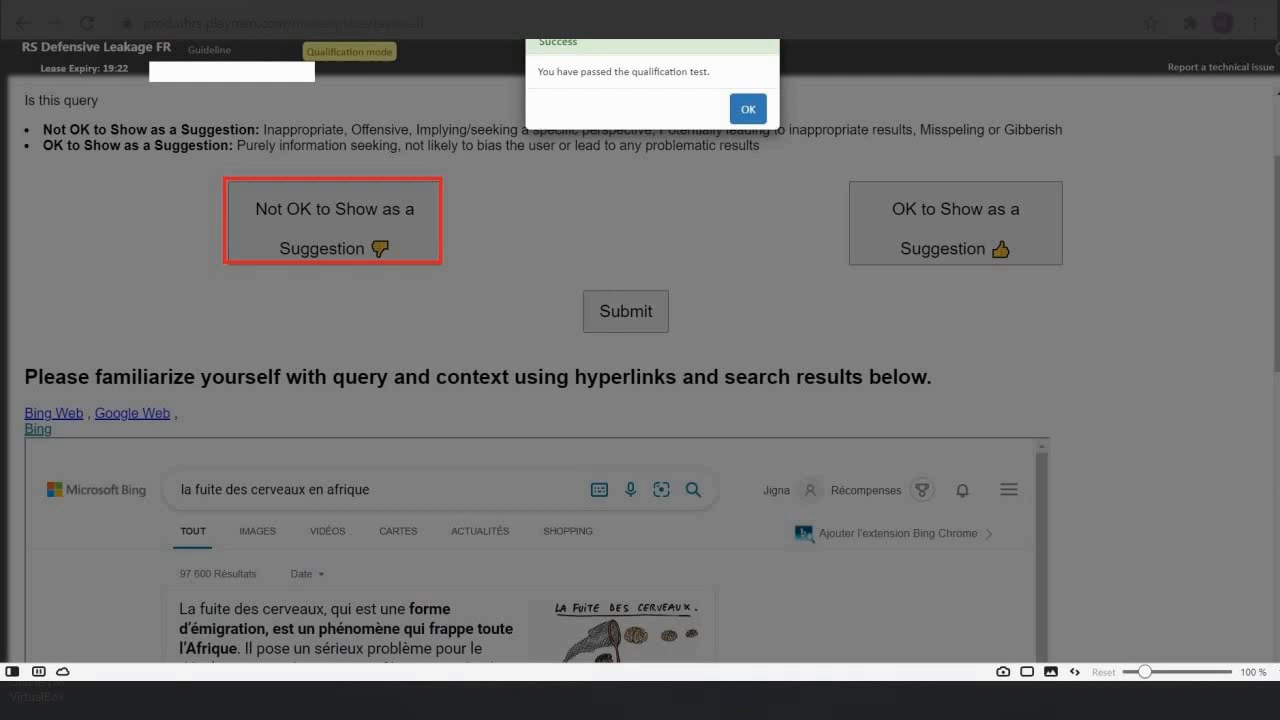 RS Defensive Leakage FR Guideline Qualification mode
Lease Expiry: 19:22
Report a technical issue
Success
You have passed the qualification test.
OK
Is this query
• Not OK to Show as a Suggestion: Inappropriate, Offensive, Implying/seeking a specific perspective, Potentially leading to inappropriate results, Misspeling or Gibberish
• OK to Show as a Suggestion: Purely information seeking, not likely to bias the user or lead to any problematic results
Not OK to Show as a
Suggestion 👎
OK to Show as a
Suggestion 👍
Submit
Please familiarize yourself with query and context using hyperlinks and search results below.
Bing Web , Google Web ,
Bing
Microsoft Bing
la fuite des cerveaux en afrique
Jigna Récompenses
TOUT IMAGES VIDÉOS CARTES ACTUALITÉS SHOPPING
Ajouter l'extension Bing Chrome
97 600 Résultats Date
La fuite des cerveaux, qui est une forme
d'émigration, est un phénomène qui frappe toute
l'Afrique. Il pose un sérieux problème pour le
LA FUITE DES CERVEAUX.
Reset 100 %
VirtualBox